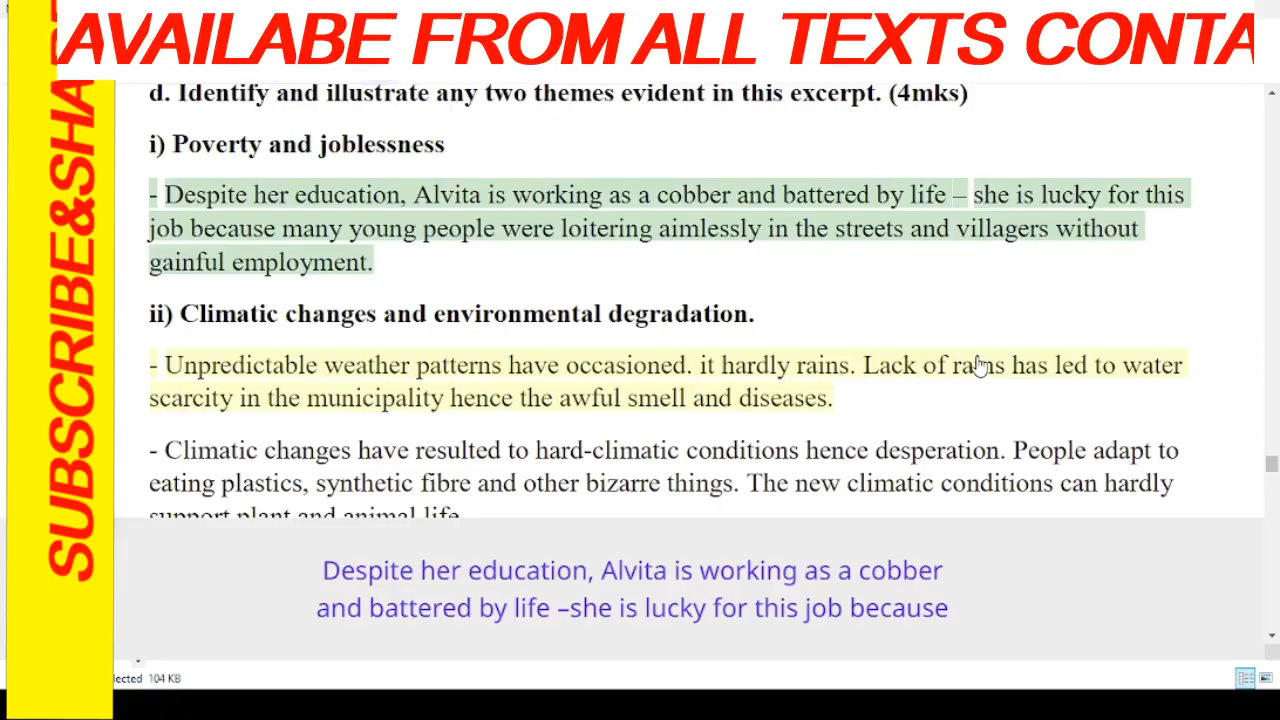 AVAILABE FROM ALL TEXTS CONTA
SUBSCRIBE&SHA
d. Identify and illustrate any two themes evident in this excerpt. (4mks)
i) Poverty and joblessness
- Despite her education, Alvita is working as a cobber and battered by life – she is lucky for this
job because many young people were loitering aimlessly in the streets and villagers without
gainful employment.
ii) Climatic changes and environmental degradation.
- Unpredictable weather patterns have occasioned. it hardly rains. Lack of rains has led to water
scarcity in the municipality hence the awful smell and diseases.
- Climatic changes have resulted to hard-climatic conditions hence desperation. People adapt to
eating plastics, synthetic fibre and other bizarre things. The new climatic conditions can hardly
support plant and animal life.
Despite her education, Alvita is working as a cobber
and battered by life –she is lucky for this job because
lected 104 KB